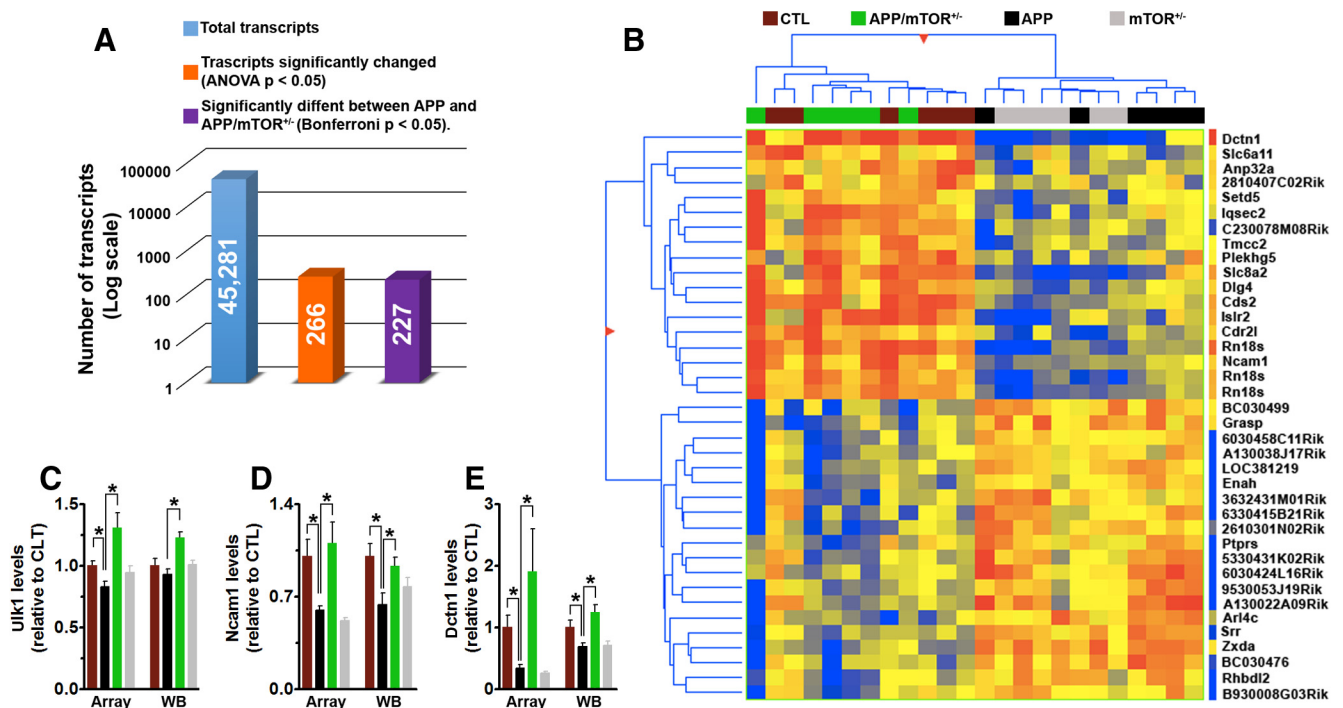 A
Total transcripts
Trascripts significantly changed
(ANOVA p < 0.05)
Significantly diffent between APP and
APP/mTOR+/- (Bonferroni p < 0.05).
Number of transcripts
(Log scale)
100000
10000
1000
100
10
1
45,281
266
227
B
CTL
APP/mTOR+/-
APP
mTOR+/-
Dctn1
Slc6a11
Anp32a
2810407C02Rik
Setd5
Iqsec2
C230078M08Rik
Tmcc2
Plekhg5
Slc8a2
Dlg4
Cds2
Islr2
Cdr2l
Rn18s
Ncam1
Rn18s
Rn18s
BC030499
Grasp
6030458C11Rik
A130038J17Rik
LOC381219
Enah
3632431M01Rik
6330415B21Rik
2610301N02Rik
Ptprs
5330431K02Rik
6030424L16Rik
9530053J19Rik
A130022A09Rik
Arl4c
Srr
Zxda
BC030476
Rhbdl2
B930008G03Rik
C
Ulk1 levels
(relative to CLT)
1.5
1.0
0.5
0.0
* * *
Array WB
D
Ncam1 levels
(relative to CTL)
1.4
0.7
0.0
* * * *
Array WB
E
Dctn1 levels
(relative to CTL)
3
2
1
0
* * * *
Array WB